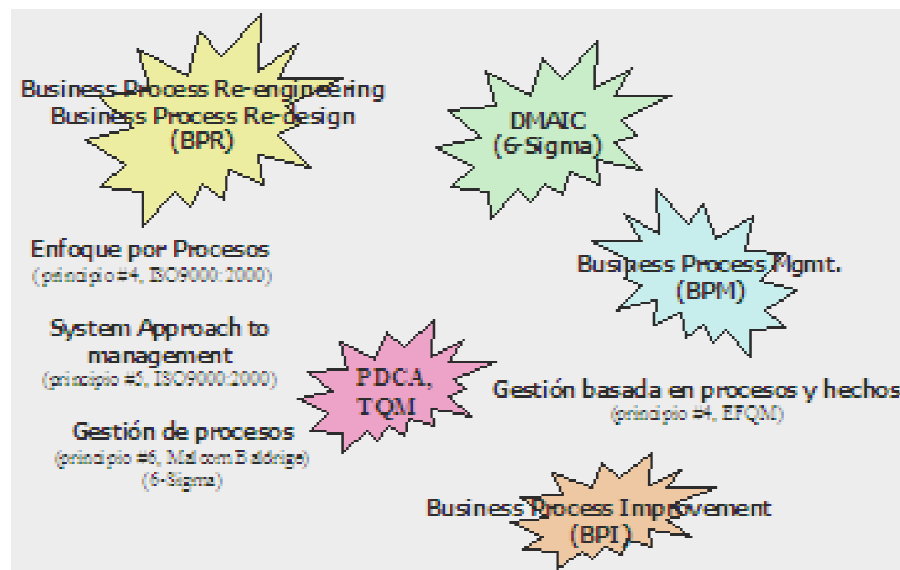 Business Process Re-engineering
Business Process Re-design
(BPR)
DMAIC
(6-Sigma)
Enfoque por Procesos
(principio #4, ISO9000:2000)
Business Process Mgmt.
(BPM)
System Approach to
management
(principio #5, ISO9000:2000)
PDCA,
TQM
Gestión basada en procesos y hechos
(principio #4, EFQM)
Gestión de procesos
(principio #6, Malcom Baldrige)
(6-Sigma)
Business Process Improvement
(BPI)